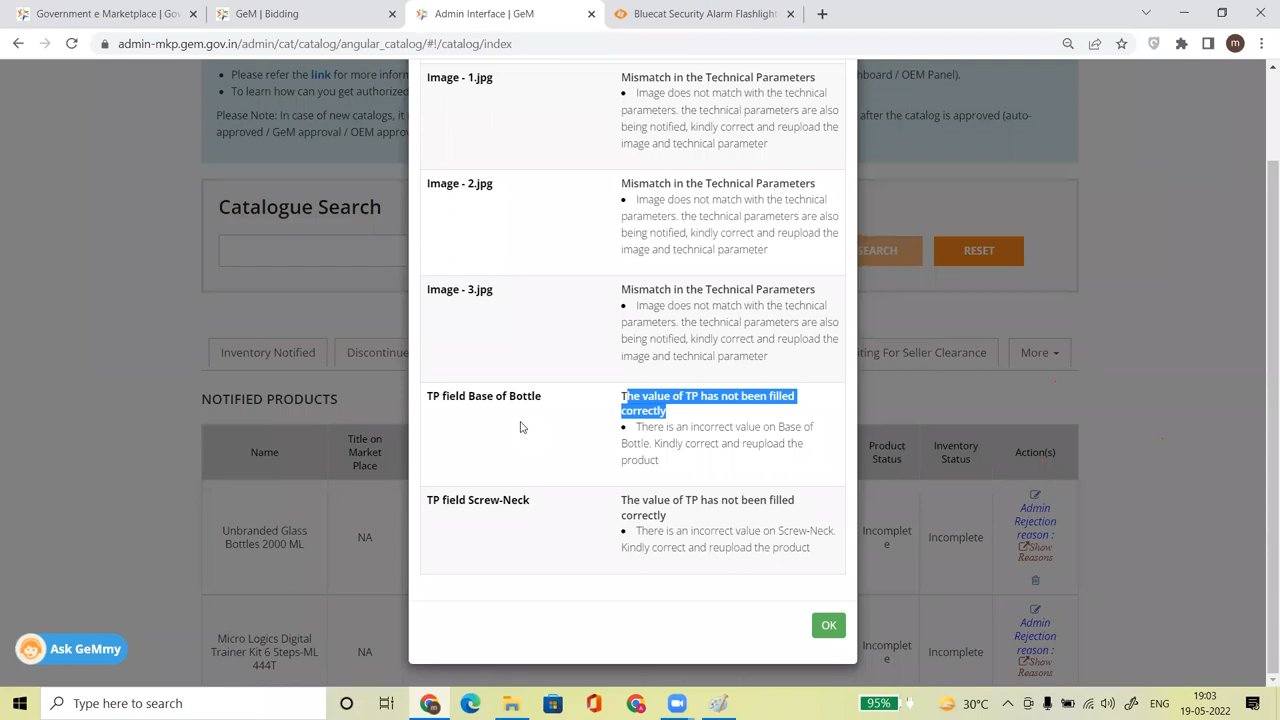 Government e Marketplace | Gov
GeM | Bidding
Admin Interface | GeM
Bluecat Security Alarm Flashlight
admin-mkp.gem.gov.in/admin/cat/catalog/angular_catalog/#!/catalog/index
m
Please refer the link for more inform
hboard / OEM Panel).
To learn how can you get authorized
Please Note: In case of new catalogs, it
after the catalog is approved (auto-
approved / GeM approval / OEM approv
Image - 1.jpg
Mismatch in the Technical Parameters
Image does not match with the technical
parameters. the technical parameters are also
being notified, kindly correct and reupload the
image and technical parameter
Image - 2.jpg
Mismatch in the Technical Parameters
Image does not match with the technical
parameters. the technical parameters are also
being notified, kindly correct and reupload the
image and technical parameter
Catalogue Search
SEARCH
RESET
Image - 3.jpg
Mismatch in the Technical Parameters
Image does not match with the technical
parameters. the technical parameters are also
being notified, kindly correct and reupload the
image and technical parameter
Inventory Notified
Discontinue
iting For Seller Clearance
More
NOTIFIED PRODUCTS
TP field Base of Bottle
The value of TP has not been filled
correctly
There is an incorrect value on Base of
Bottle. Kindly correct and reupload the
product
Name
Title on
Market
Place
Product
Status
Inventory
Status
Action(s)
TP field Screw-Neck
The value of TP has not been filled
correctly
There is an incorrect value on Screw-Neck.
Kindly correct and reupload the product
Unbranded Glass
Bottles 2000 ML
NA
Incomplet
e
Incomplete
Admin
Rejection
reason :
Show
Reasons
OK
Micro Logics Digital
Trainer Kit 6 Steps-ML
444T
NA
Incomplet
e
Incomplete
Admin
Rejection
reason :
Show
Reasons
Ask GeMmy
Type here to search
95%
30°C
ENG
19:03
19-05-2022